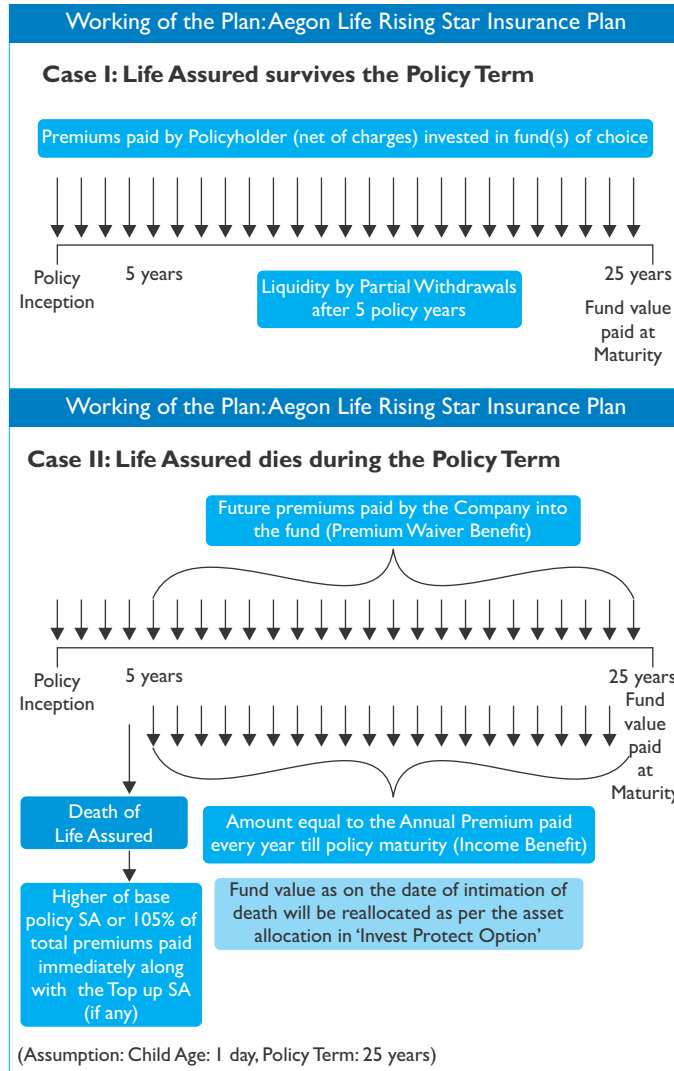 Working of the Plan: Aegon Life Rising Star Insurance Plan
Case I: Life Assured survives the Policy Term
Premiums paid by Policyholder (net of charges) invested in fund(s) of choice
Policy
Inception
5 years
Liquidity by Partial Withdrawals
after 5 policy years
25 years
Fund value
paid at
Maturity
Working of the Plan: Aegon Life Rising Star Insurance Plan
Case II: Life Assured dies during the Policy Term
Future premiums paid by the Company into
the fund (Premium Waiver Benefit)
Policy
Inception
5 years
25 years
Fund
value
paid
at
Maturity
Death of
Life Assured
Amount equal to the Annual Premium paid
every year till policy maturity (Income Benefit)
Higher of base
policy SA or 105% of
total premiums paid
immediately along
with the Top up SA
(if any)
Fund value as on the date of intimation of
death will be reallocated as per the asset
allocation in ‘Invest Protect Option’
(Assumption: Child Age: 1 day, Policy Term: 25 years)